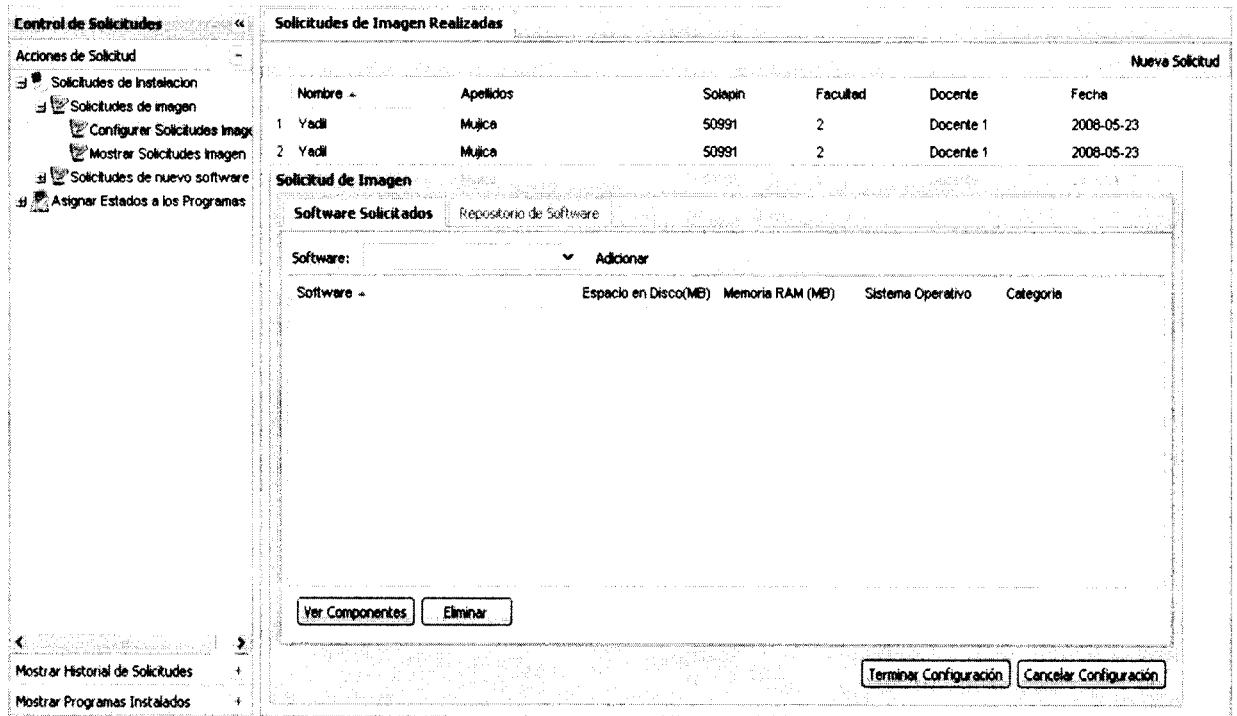 Control de Solicitudes «
Acciones de Solicitud −
Solicitudes de Instalacion
Solicitudes de imagen
Configurar Solicitudes Image
Mostrar Solicitudes Imagen
Solicitudes de nuevo software
Asignar Estados a los Programas
Mostrar Historial de Solicitudes +
Mostrar Programas Instalados +
Solicitudes de Imagen Realizadas
Nueva Solicitud
Nombre Apellidos Solapin Facultad Docente Fecha
1 Yadil Mujica 50991 2 Docente 1 2008-05-23
2 Yadil Mujica 50991 2 Docente 1 2008-05-23
Solicitud de Imagen
Software Solicitados Repositorio de Software
Software: Adicionar
Software Espacio en Disco(MB) Memoria RAM (MB) Sistema Operativo Categoria
Ver Componentes Eliminar
Terminar Configuración Cancelar Configuración